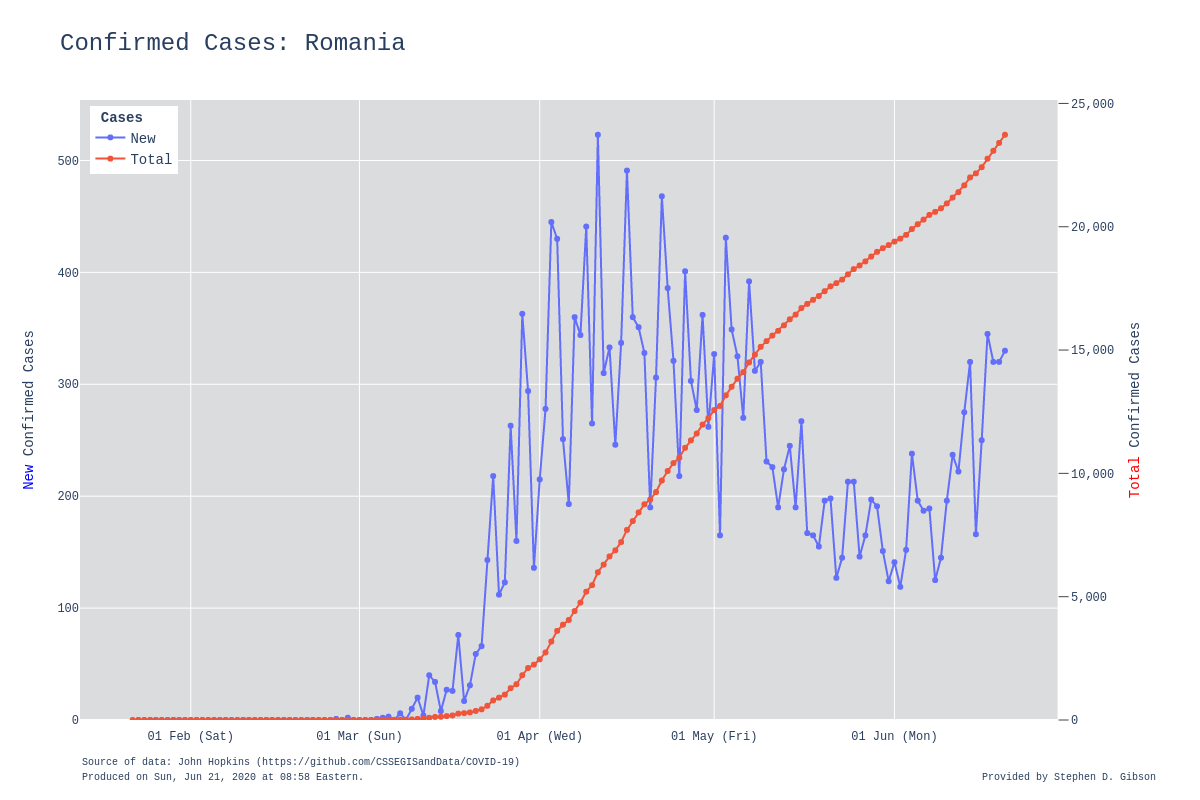 Confirmed Cases: Romania
Cases
New
Total
500
400
300
200
100
0
25,000
20,000
15,000
10,000
5,000
0
New Confirmed Cases
Total Confirmed Cases
01 Feb (Sat)
01 Mar (Sun)
01 Apr (Wed)
01 May (Fri)
01 Jun (Mon)
Source of data: John Hopkins (https://github.com/CSSEGISandData/COVID-19)
Produced on Sun, Jun 21, 2020 at 08:58 Eastern.
Provided by Stephen D. Gibson